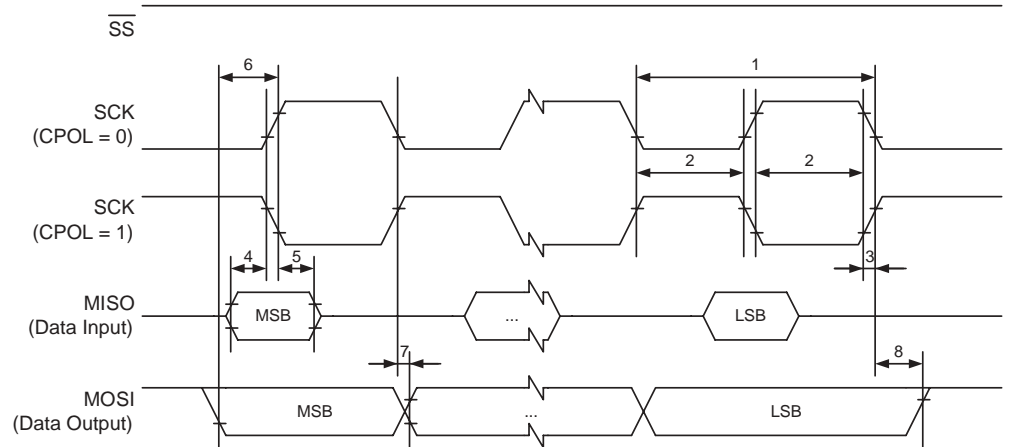 SS
6
1
SCK
(CPOL = 0)
2
2
SCK
(CPOL = 1)
4
5
3
MISO
(Data Input)
MSB
...
LSB
7
8
MOSI
(Data Output)
MSB
...
LSB